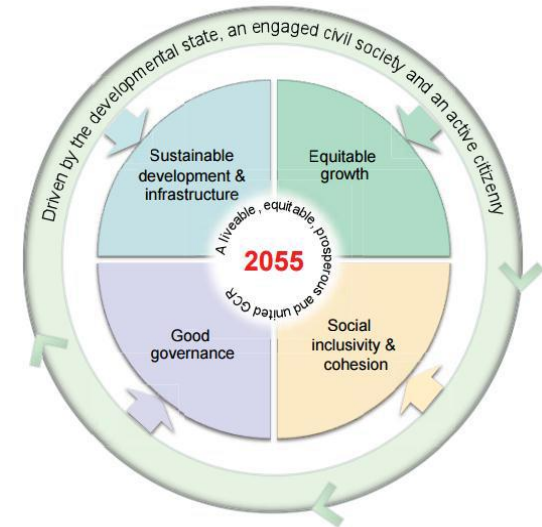 Driven by the developmental state, an engaged civil society and an active citizenry
Sustainable
development &
infrastructure
Equitable
growth
A liveable, equitable, prosperous and united GCR
2055
Good
governance
Social
inclusivity &
cohesion